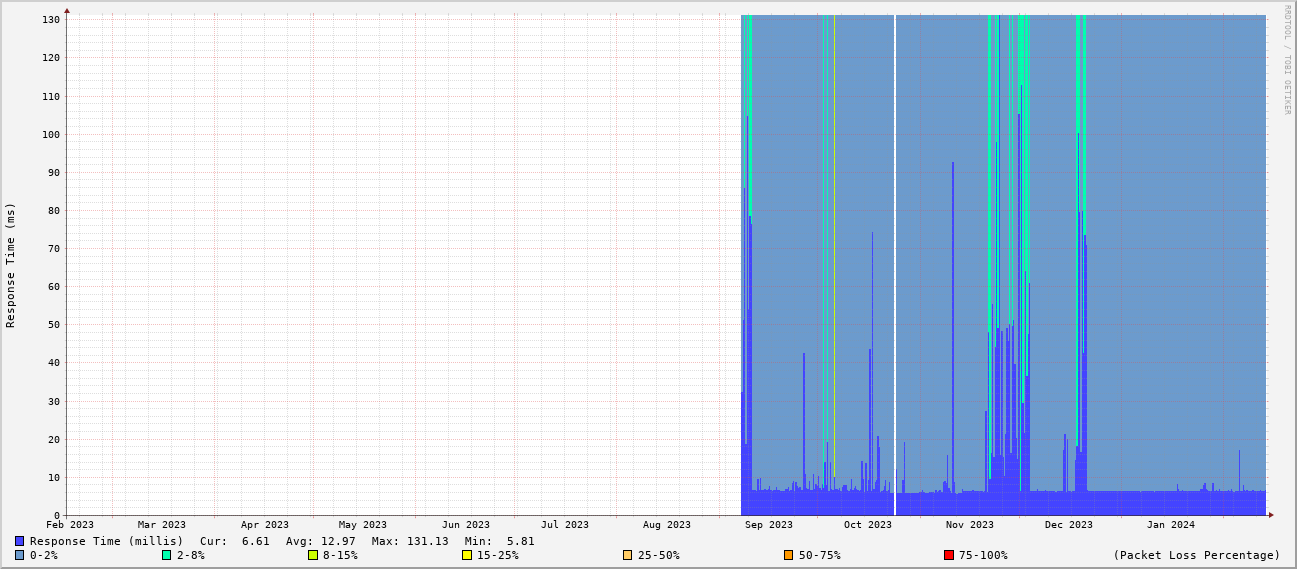 RRDTOOL / TOBI OETIKER
Response Time (ms)
130
120
110
100
90
80
70
60
50
40
30
20
10
0
Feb 2023 Mar 2023 Apr 2023 May 2023 Jun 2023 Jul 2023 Aug 2023 Sep 2023 Oct 2023 Nov 2023 Dec 2023 Jan 2024
Response Time (millis) Cur: 6.61 Avg: 12.97 Max: 131.13 Min: 5.81
0-2% 2-8% 8-15% 15-25% 25-50% 50-75% 75-100% (Packet Loss Percentage)